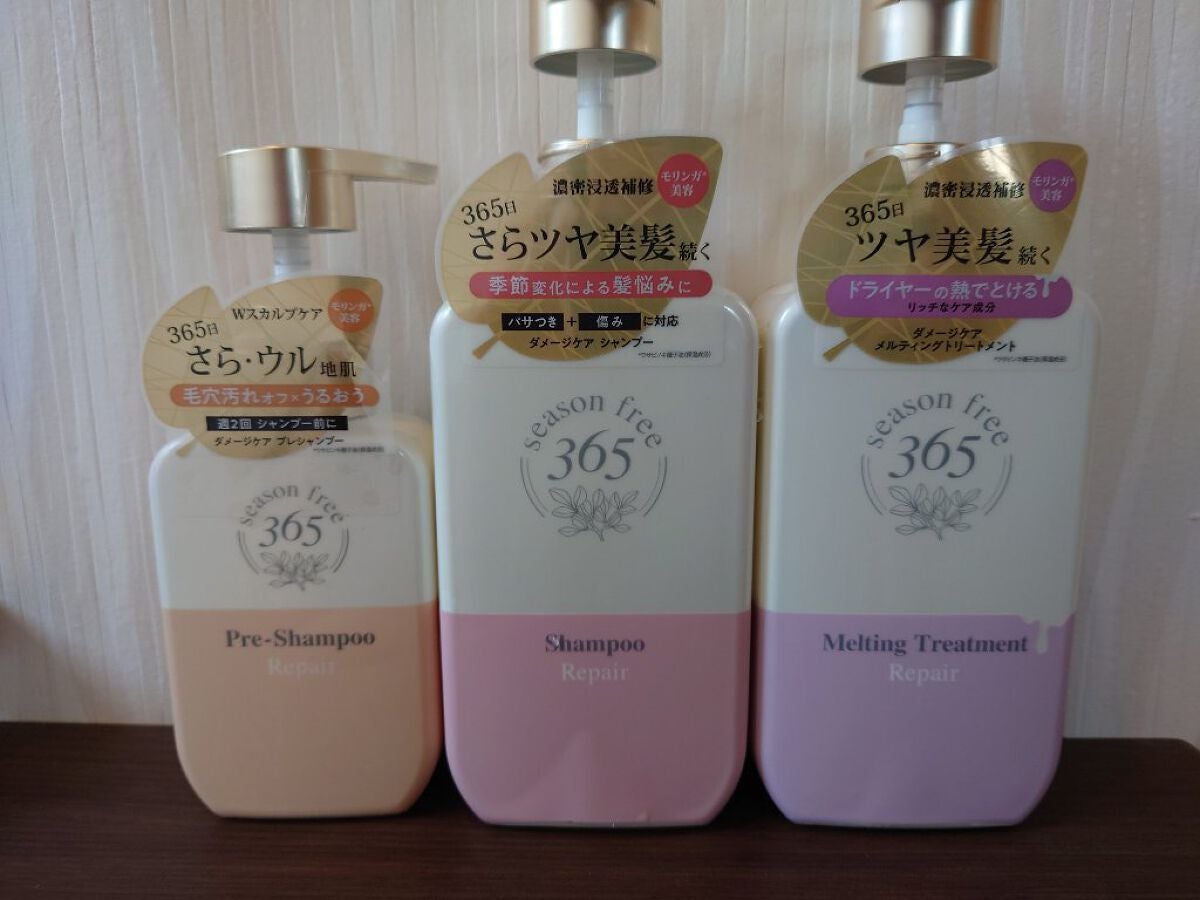 Wスカルプケア
モリンガ*
美容
365日
さら・ウル地肌
毛穴汚れオフ×うるおう
週2回 シャンプー前に
ダメージケア プレシャンプー
season free
365
Pre-Shampoo
Repair
濃密浸透補修
モリンガ*
美容
365日
さらツヤ美髪続く
季節変化による髪悩みに
パサつき + 傷み に対応
ダメージケア シャンプー
season free
365
Shampoo
Repair
濃密浸透補修
モリンガ*
美容
365日
ツヤ美髪続く
ドライヤーの熱でとける
リッチなケア成分
ダメージケア
メルティングトリートメント
season free
365
Melting Treatment
Repair